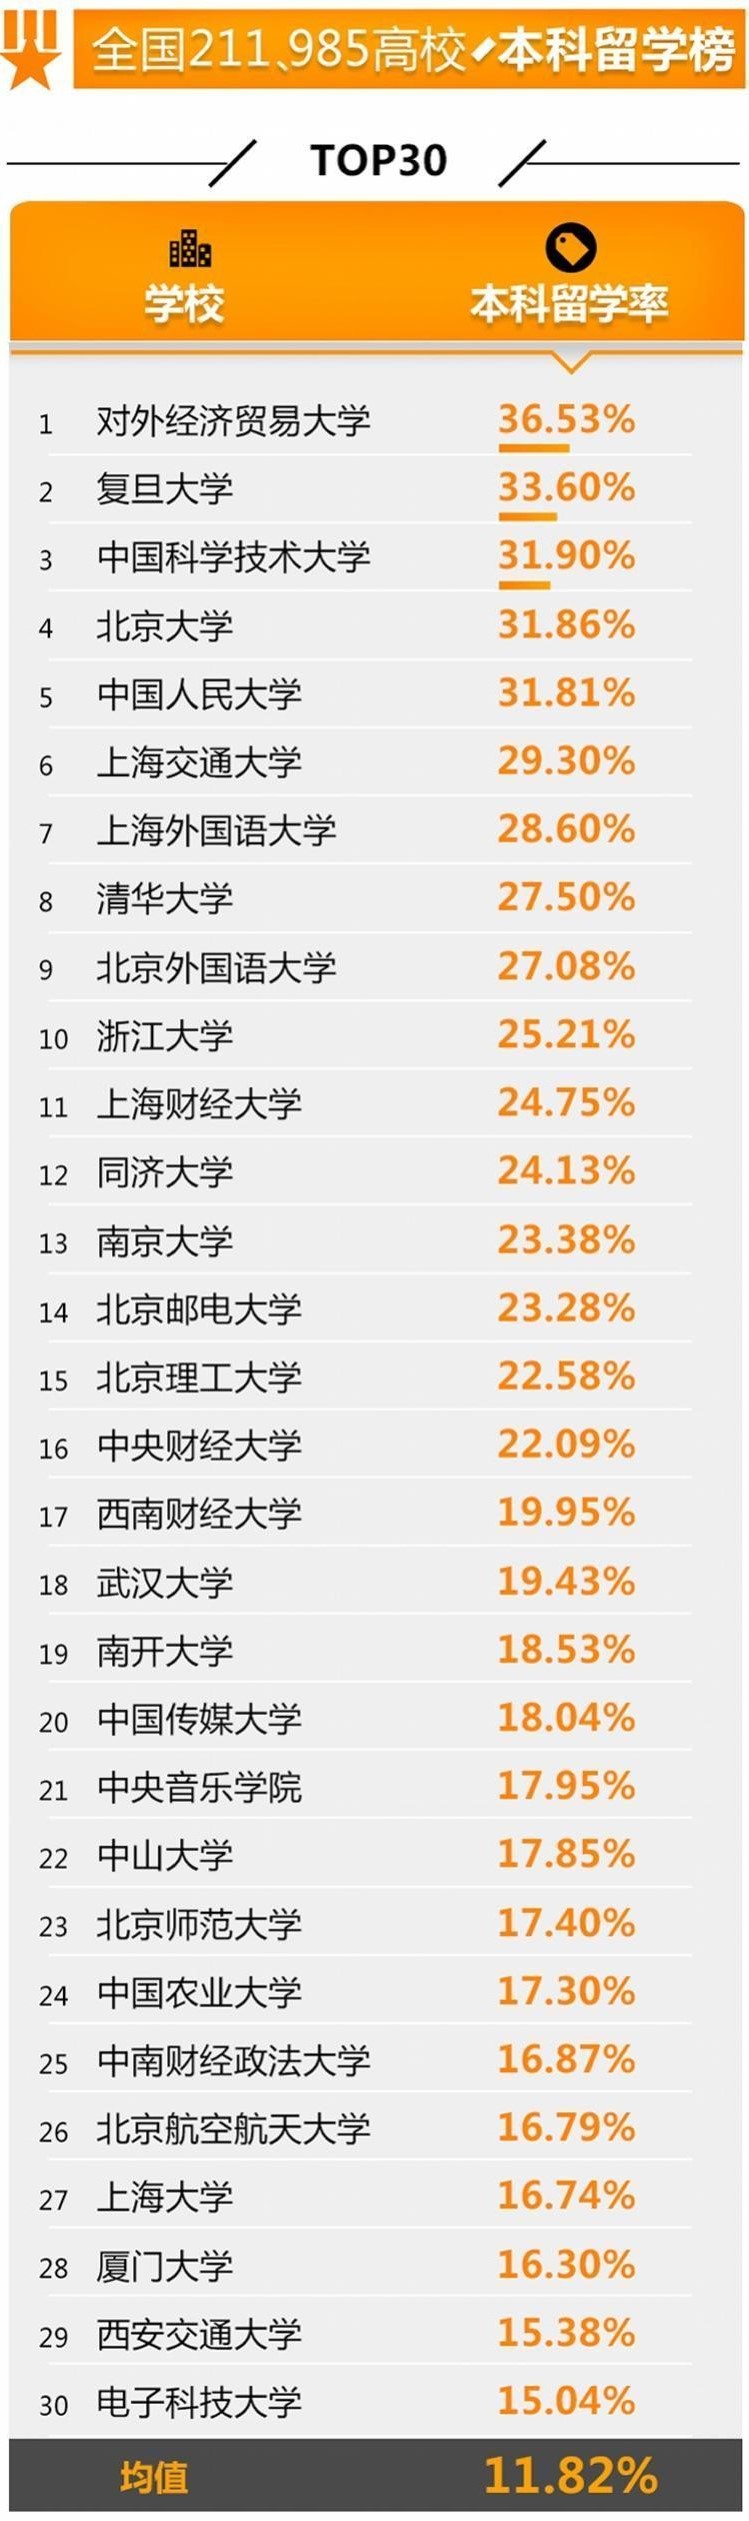 全国211、985高校 本科留学榜
TOP30
学校 本科留学率
1 对外经济贸易大学 36.53%
2 复旦大学 33.60%
3 中国科学技术大学 31.90%
4 北京大学 31.86%
5 中国人民大学 31.81%
6 上海交通大学 29.30%
7 上海外国语大学 28.60%
8 清华大学 27.50%
9 北京外国语大学 27.08%
10 浙江大学 25.21%
11 上海财经大学 24.75%
12 同济大学 24.13%
13 南京大学 23.38%
14 北京邮电大学 23.28%
15 北京理工大学 22.58%
16 中央财经大学 22.09%
17 西南财经大学 19.95%
18 武汉大学 19.43%
19 南开大学 18.53%
20 中国传媒大学 18.04%
21 中央音乐学院 17.95%
22 中山大学 17.85%
23 北京师范大学 17.40%
24 中国农业大学 17.30%
25 中南财经政法大学 16.87%
26 北京航空航天大学 16.79%
27 上海大学 16.74%
28 厦门大学 16.30%
29 西安交通大学 15.38%
30 电子科技大学 15.04%
均值 11.82%